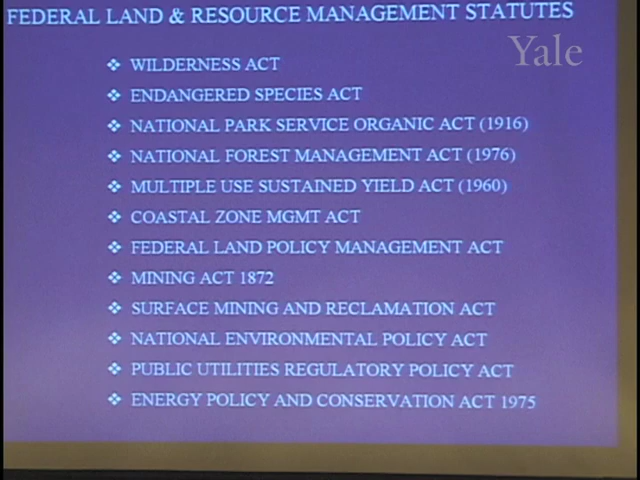 FEDERAL LAND & RESOURCE MANAGEMENT STATUTES
Yale
❖ WILDERNESS ACT
❖ ENDANGERED SPECIES ACT
❖ NATIONAL PARK SERVICE ORGANIC ACT (1916)
❖ NATIONAL FOREST MANAGEMENT ACT (1976)
❖ MULTIPLE USE SUSTAINED YIELD ACT (1960)
❖ COASTAL ZONE MGMT ACT
❖ FEDERAL LAND POLICY MANAGEMENT ACT
❖ MINING ACT 1872
❖ SURFACE MINING AND RECLAMATION ACT
❖ NATIONAL ENVIRONMENTAL POLICY ACT
❖ PUBLIC UTILITIES REGULATORY POLICY ACT
❖ ENERGY POLICY AND CONSERVATION ACT 1975